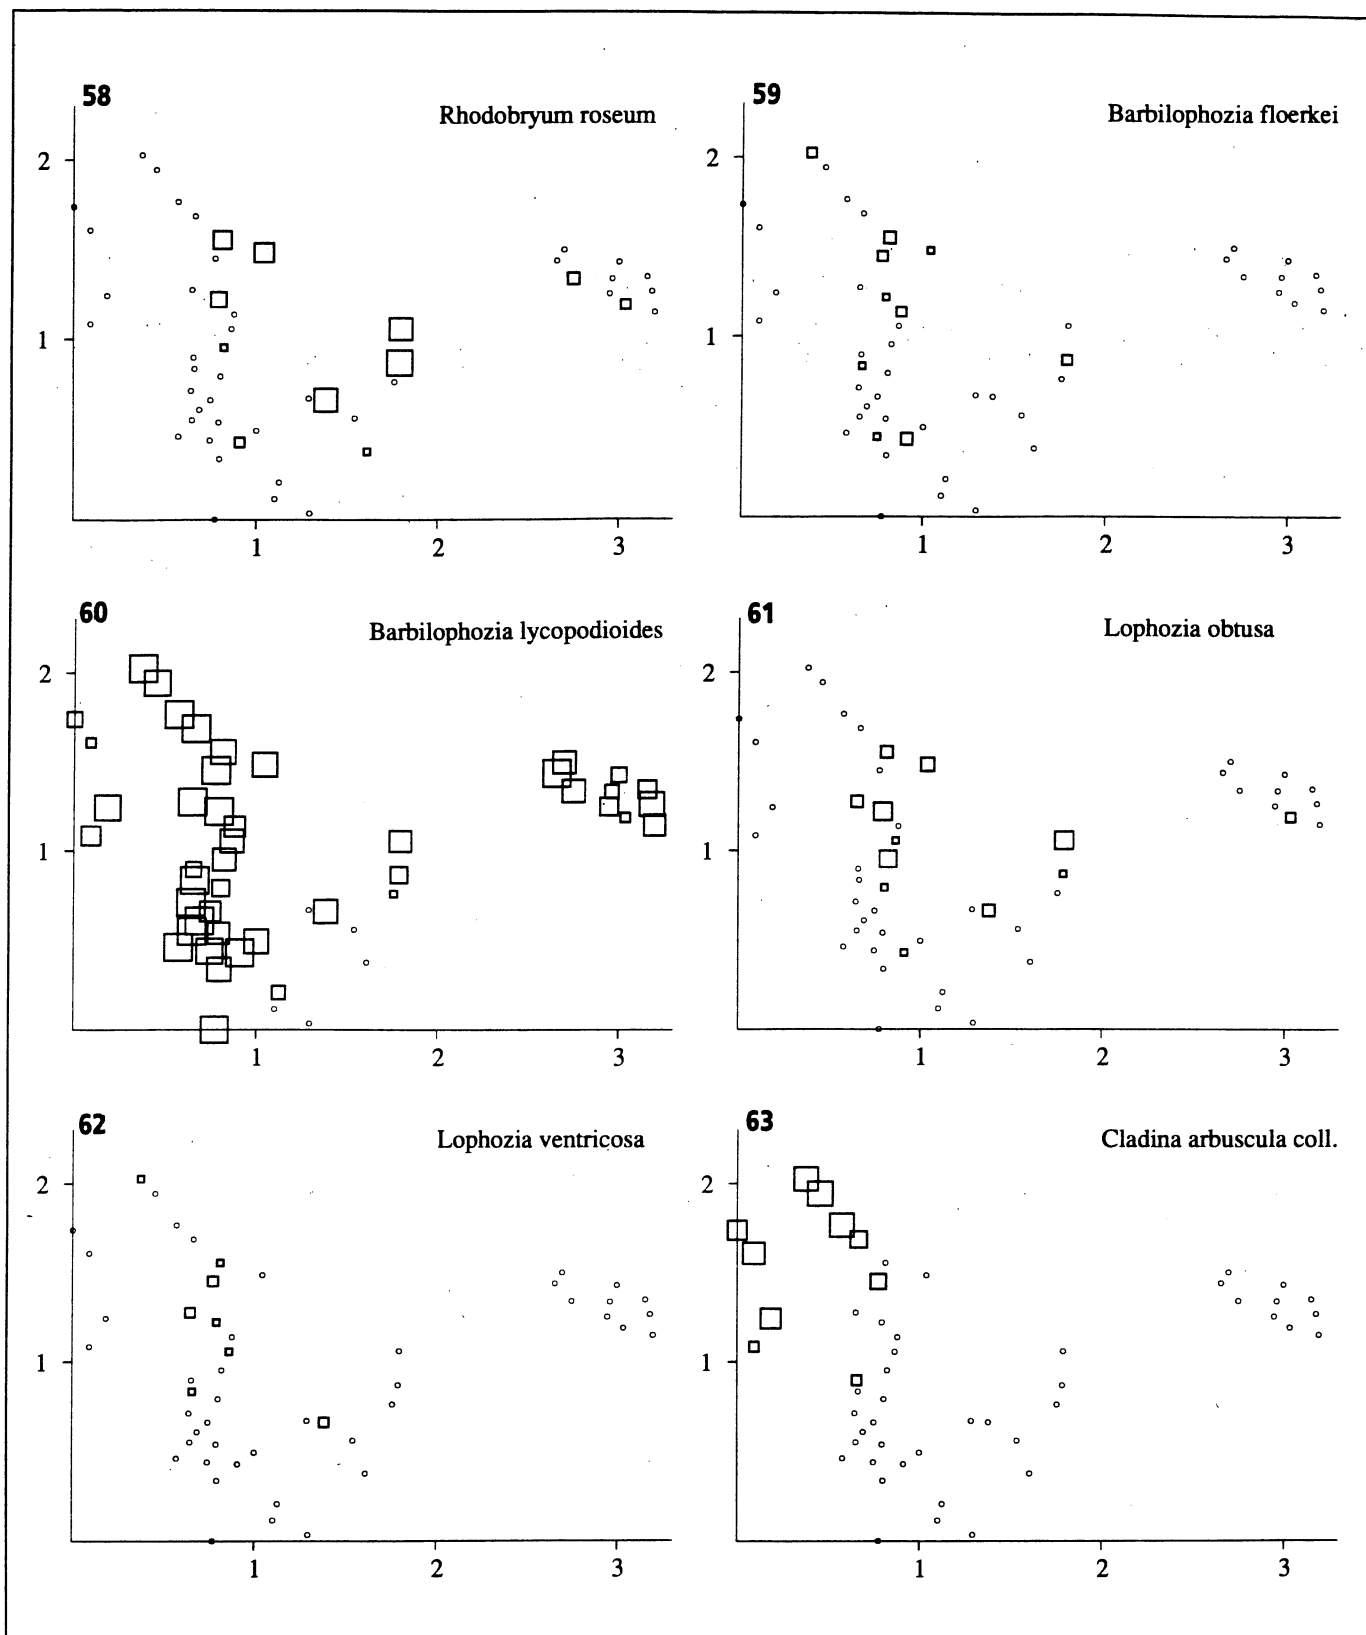 58
Rhodobryum roseum
2
1
1 2 3
59
Barbilophozia floerkei
2
1
1 2 3
60
Barbilophozia lycopodioides
2
1
1 2 3
61
Lophozia obtusa
2
1
1 2 3
62
Lophozia ventricosa
2
1
1 2 3
63
Cladina arbuscula coll.
2
1
1 2 3